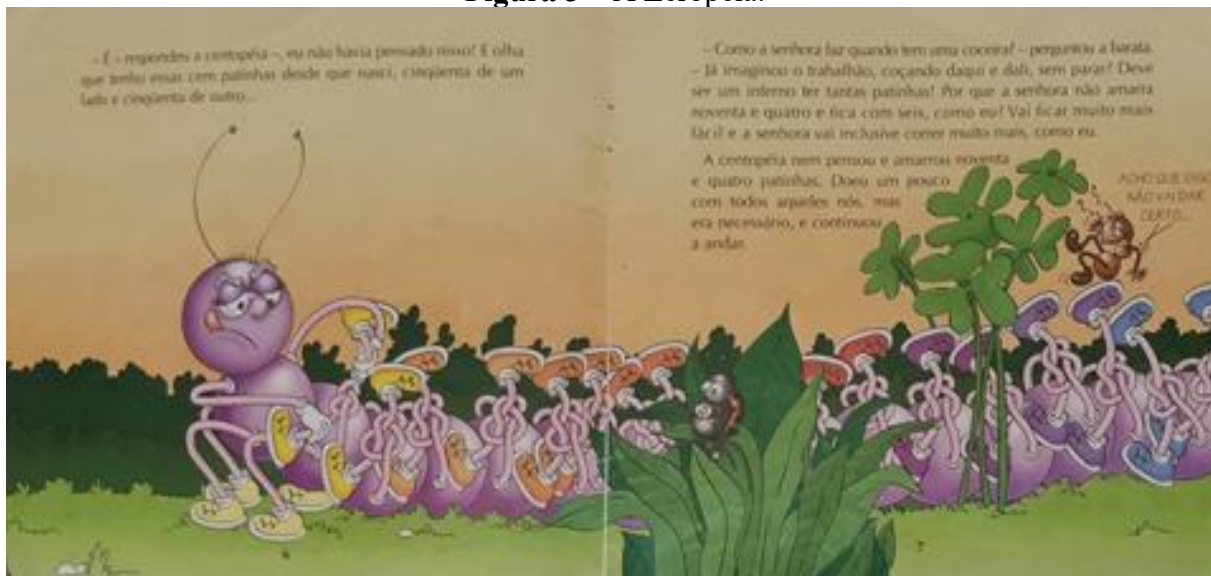 – É – respondeu a centopéia –, eu não havia pensado nisso! E olha
que tenho essas cem patinhas desde que nasci, cinqüenta de um
lado e cinqüenta de outro...
– Como a senhora faz quando tem uma coceira? – perguntou a barata.
– Já imaginou o trabalhão, coçando daqui e dali, sem parar? Deve
ser um inferno ter tantas patinhas! Por que a senhora não amarra
noventa e quatro e fica com seis, como eu? Vai ficar muito mais
fácil e a senhora vai inclusive correr muito mais, como eu.
A centopéia nem pensou e amarrou noventa
e quatro patinhas. Doeu um pouco
com todos aqueles nós, mas
era necessário, e continuou
a andar.
ACHO QUE ISSO
NÃO VAI DAR
CERTO...